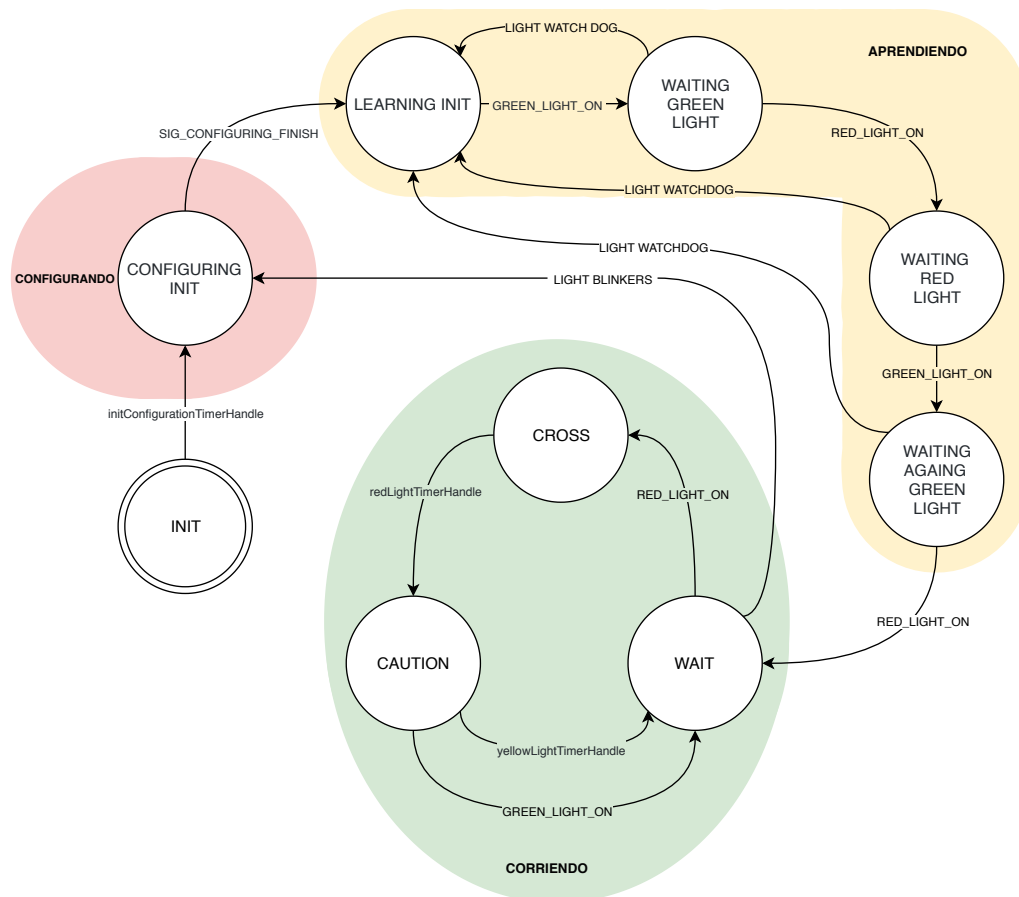 LIGHT WATCH DOG
APRENDIENDO
LEARNING INIT
GREEN_LIGHT_ON
WAITING
GREEN
LIGHT
RED_LIGHT_ON
SIG_CONFIGURING_FINISH
LIGHT WATCHDOG
LIGHT WATCHDOG
CONFIGURANDO
CONFIGURING
INIT
LIGHT BLINKERS
WAITING
RED
LIGHT
GREEN_LIGHT_ON
initConfigurationTimerHandle
CROSS
WAITING
AGAING
GREEN
LIGHT
redLightTimerHandle
RED_LIGHT_ON
INIT
RED_LIGHT_ON
CAUTION
WAIT
yellowLightTimerHandle
GREEN_LIGHT_ON
CORRIENDO